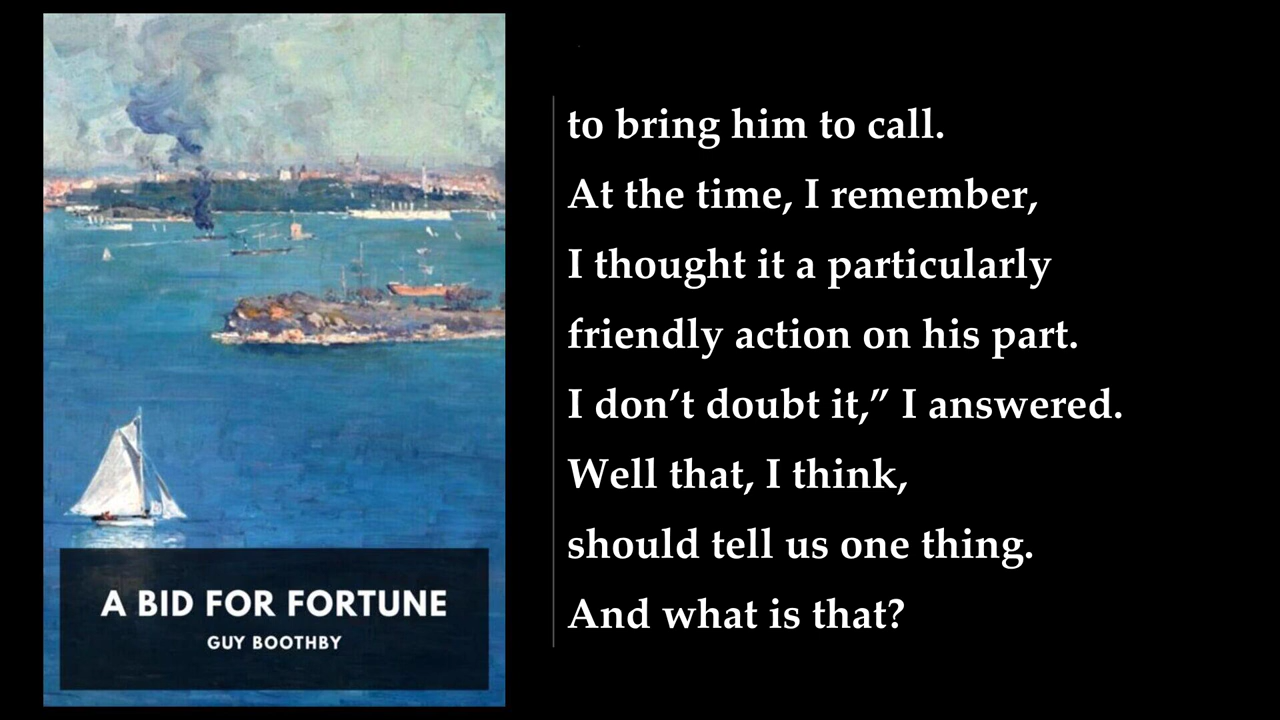 A BID FOR FORTUNE
GUY BOOTHBY
to bring him to call.
At the time, I remember,
I thought it a particularly
friendly action on his part.
I don’t doubt it,” I answered.
Well that, I think,
should tell us one thing.
And what is that?